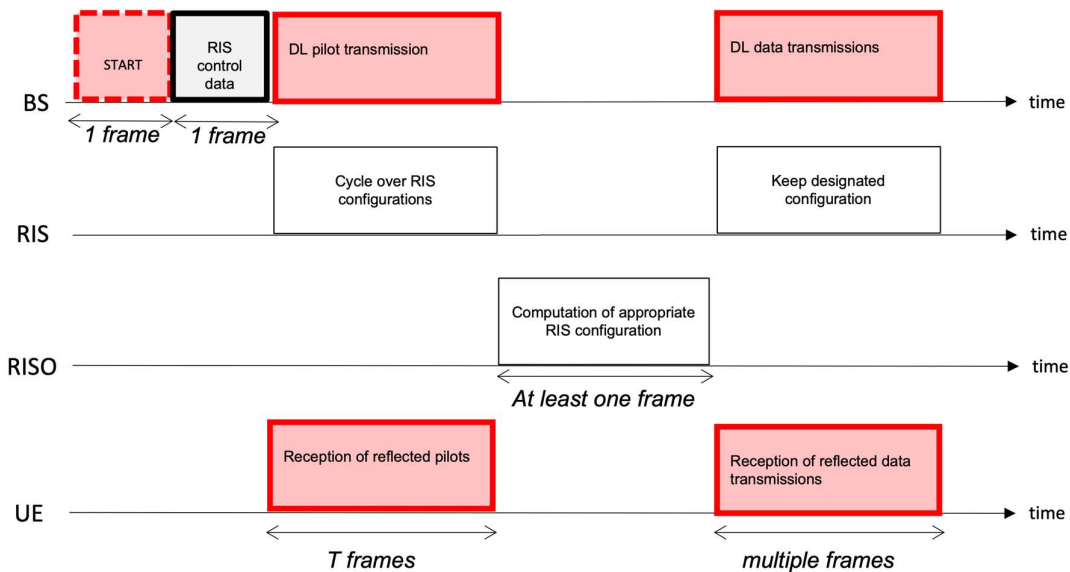 START
RIS
control
data
DL pilot transmission
DL data transmissions
BS
time
1 frame
1 frame
Cycle over RIS
configurations
Keep designated
configuration
RIS
time
Computation of appropriate
RIS configuration
RISO
time
At least one frame
Reception of reflected pilots
Reception of reflected data
transmissions
UE
time
T frames
multiple frames